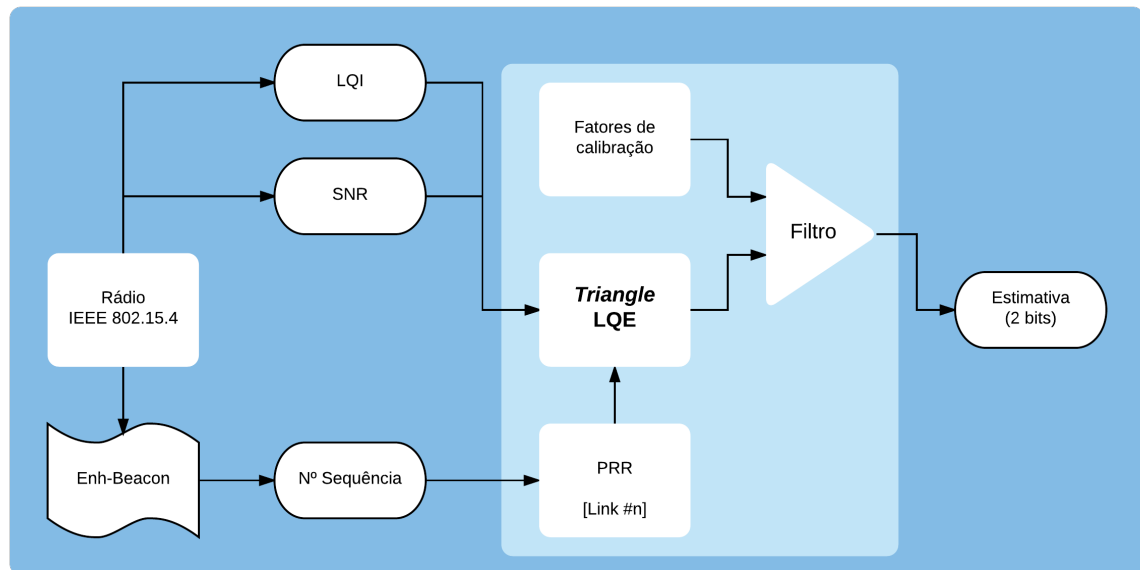 LQI
SNR
Rádio
IEEE 802.15.4
Enh-Beacon
Nº Sequência
Fatores de
calibração
Triangle
LQE
PRR
[Link #n]
Filtro
Estimativa
(2 bits)